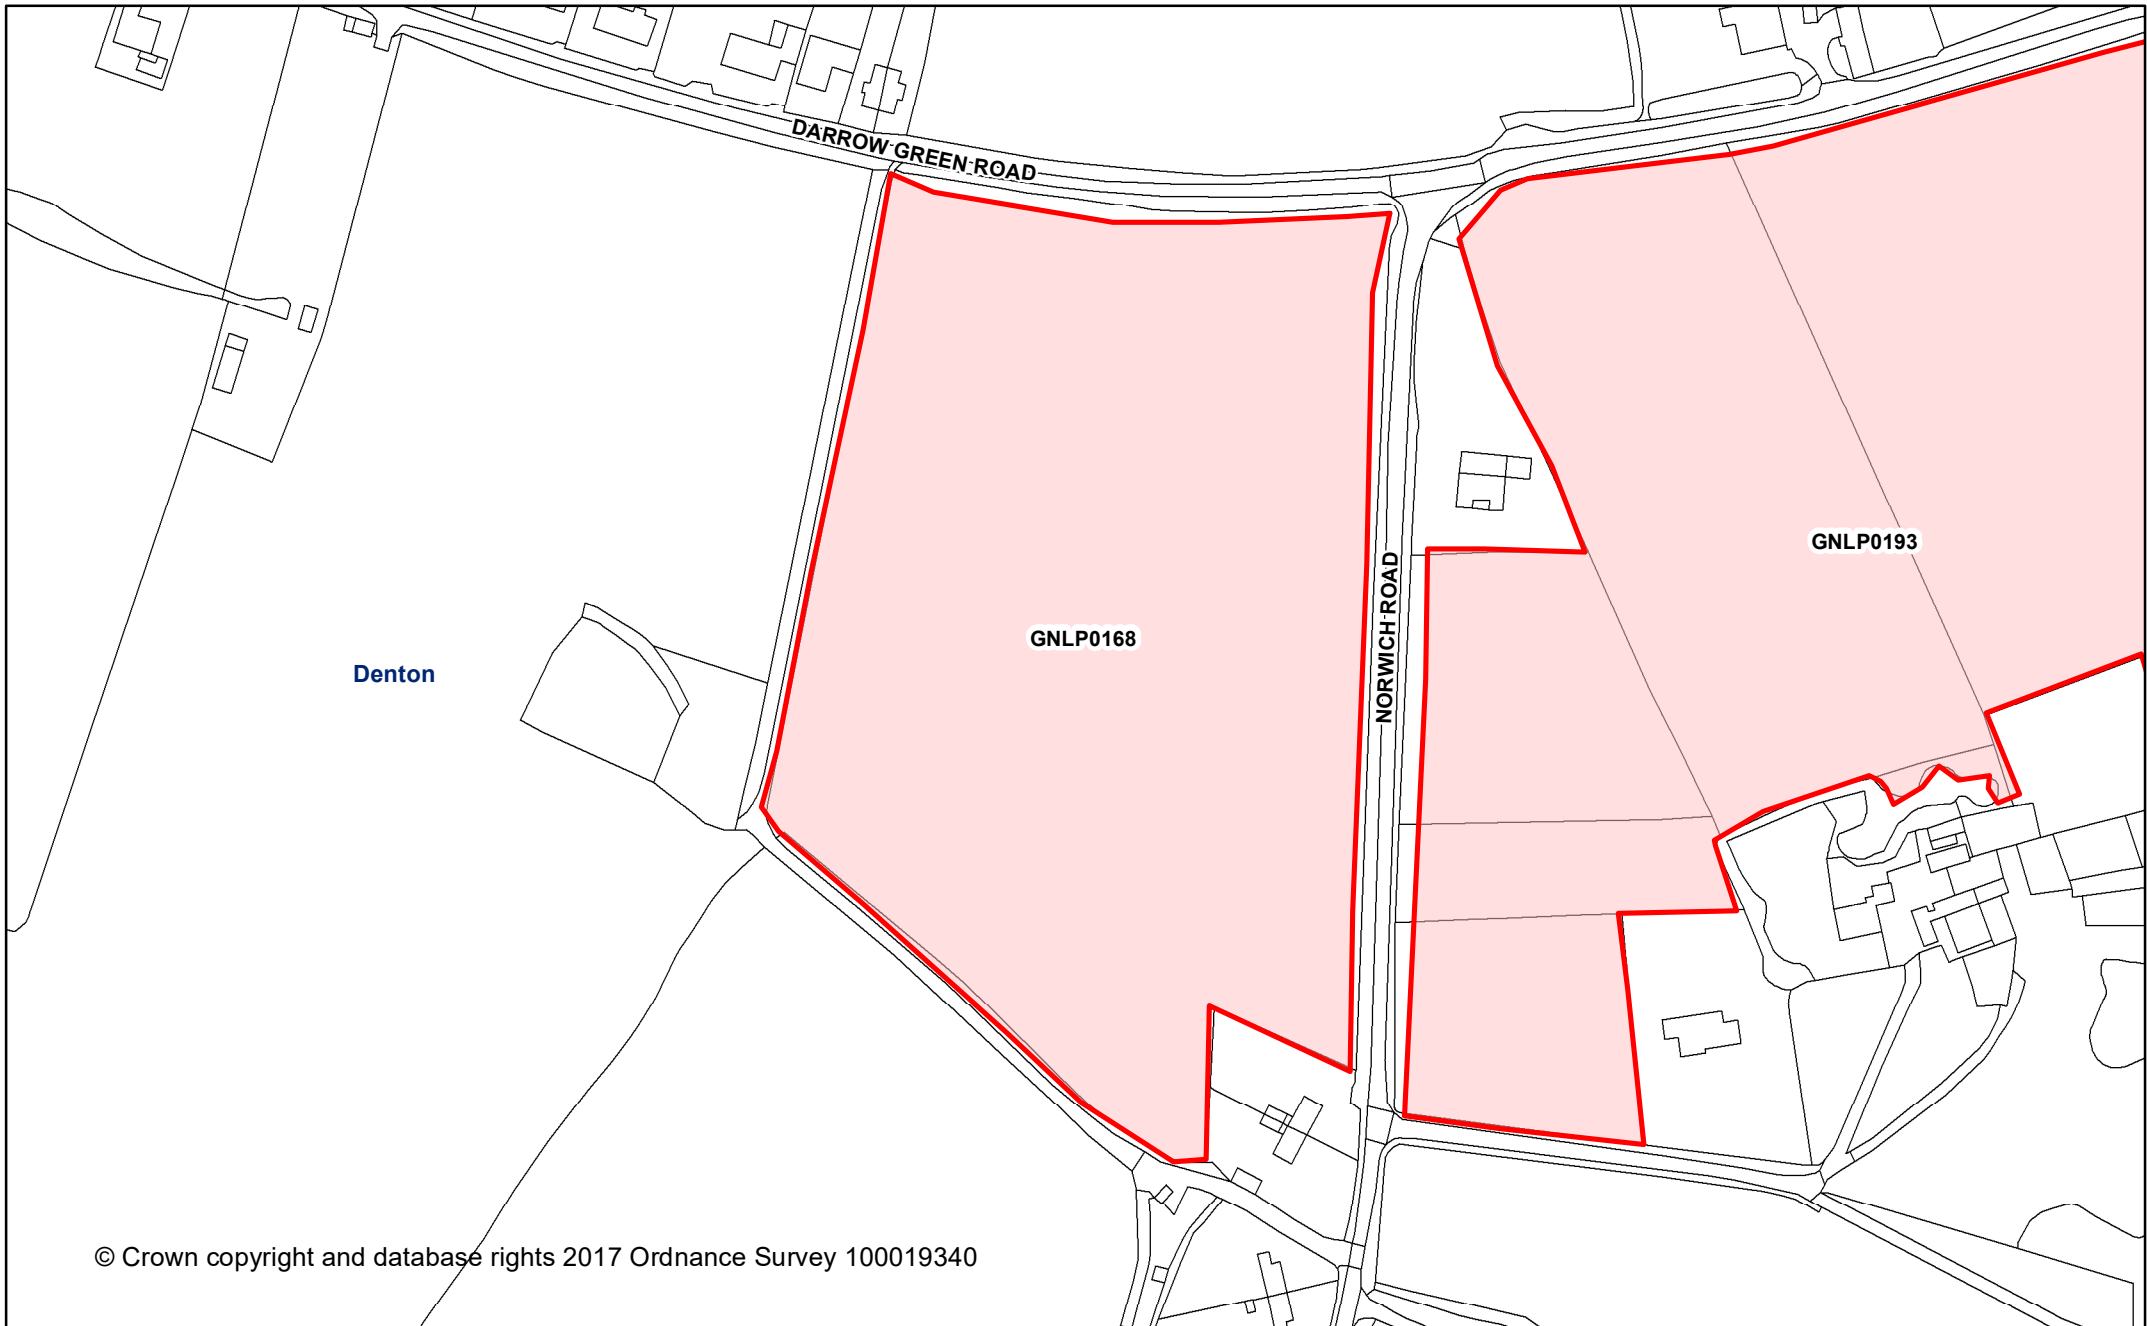 DARROW GREEN ROAD
GNLP0193
GNLP0168
NORWICH ROAD
Denton
© Crown copyright and database rights 2017 Ordnance Survey 100019340